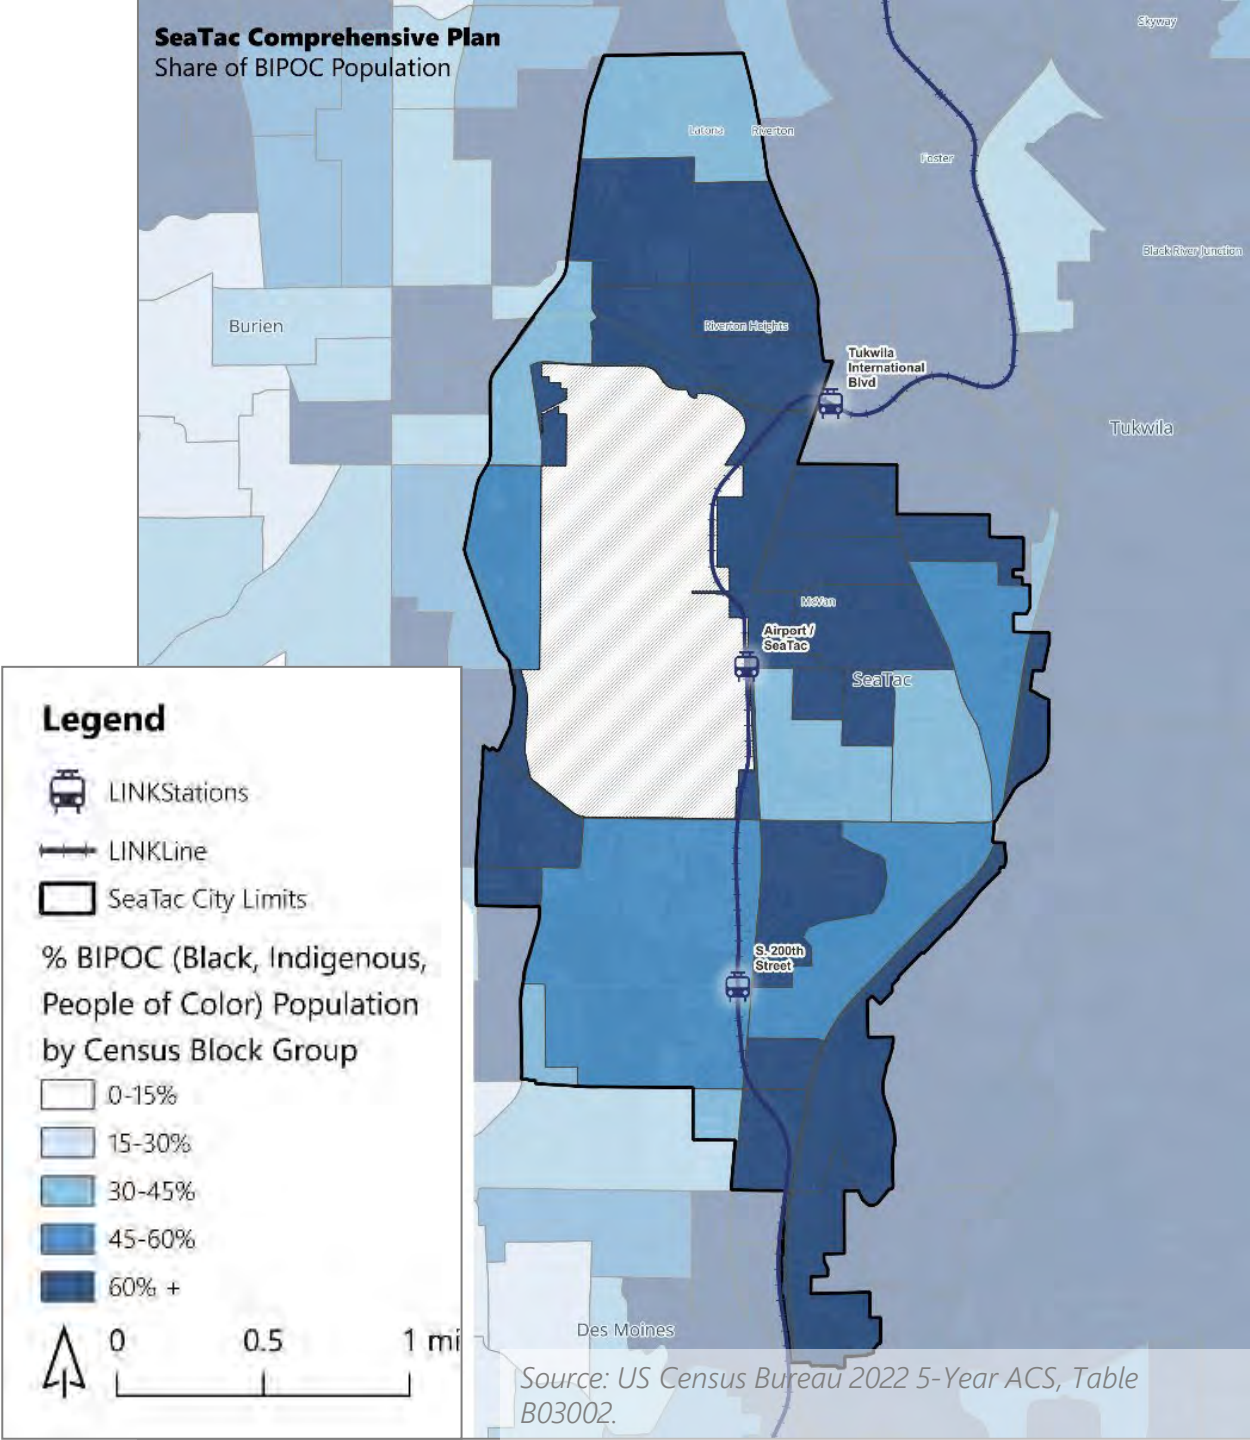 SeaTac Comprehensive Plan
Share of BIPOC Population
Skyway
Latona
Riverton
Foster
Black River Junction
Burien
Riverton Heights
Tukwila
International
Blvd
Tukwila
McVan
Airport /
SeaTac
SeaTac
S. 200th
Street
Des Moines
Legend
LINKStations
LINKLine
SeaTac City Limits
% BIPOC (Black, Indigenous,
People of Color) Population
by Census Block Group
0-15%
15-30%
30-45%
45-60%
60% +
0 0.5 1 mi
Source: US Census Bureau 2022 5-Year ACS, Table
B03002.